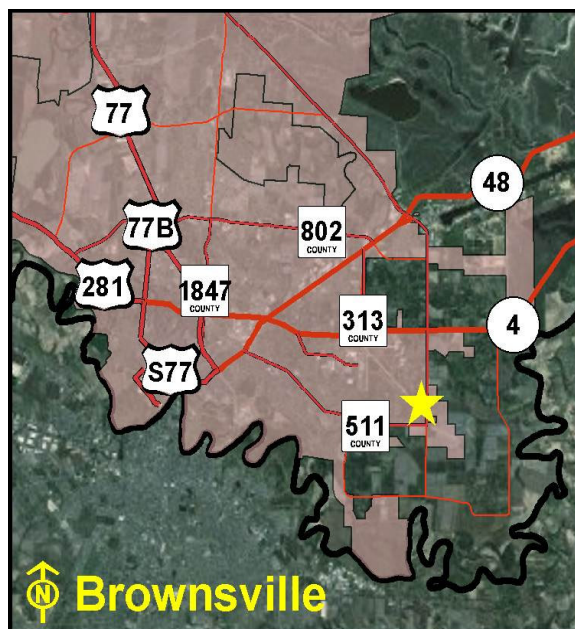 77
48
77B
802
COUNTY
281
1847
COUNTY
313
COUNTY
4
S77
511
COUNTY
N
Brownsville